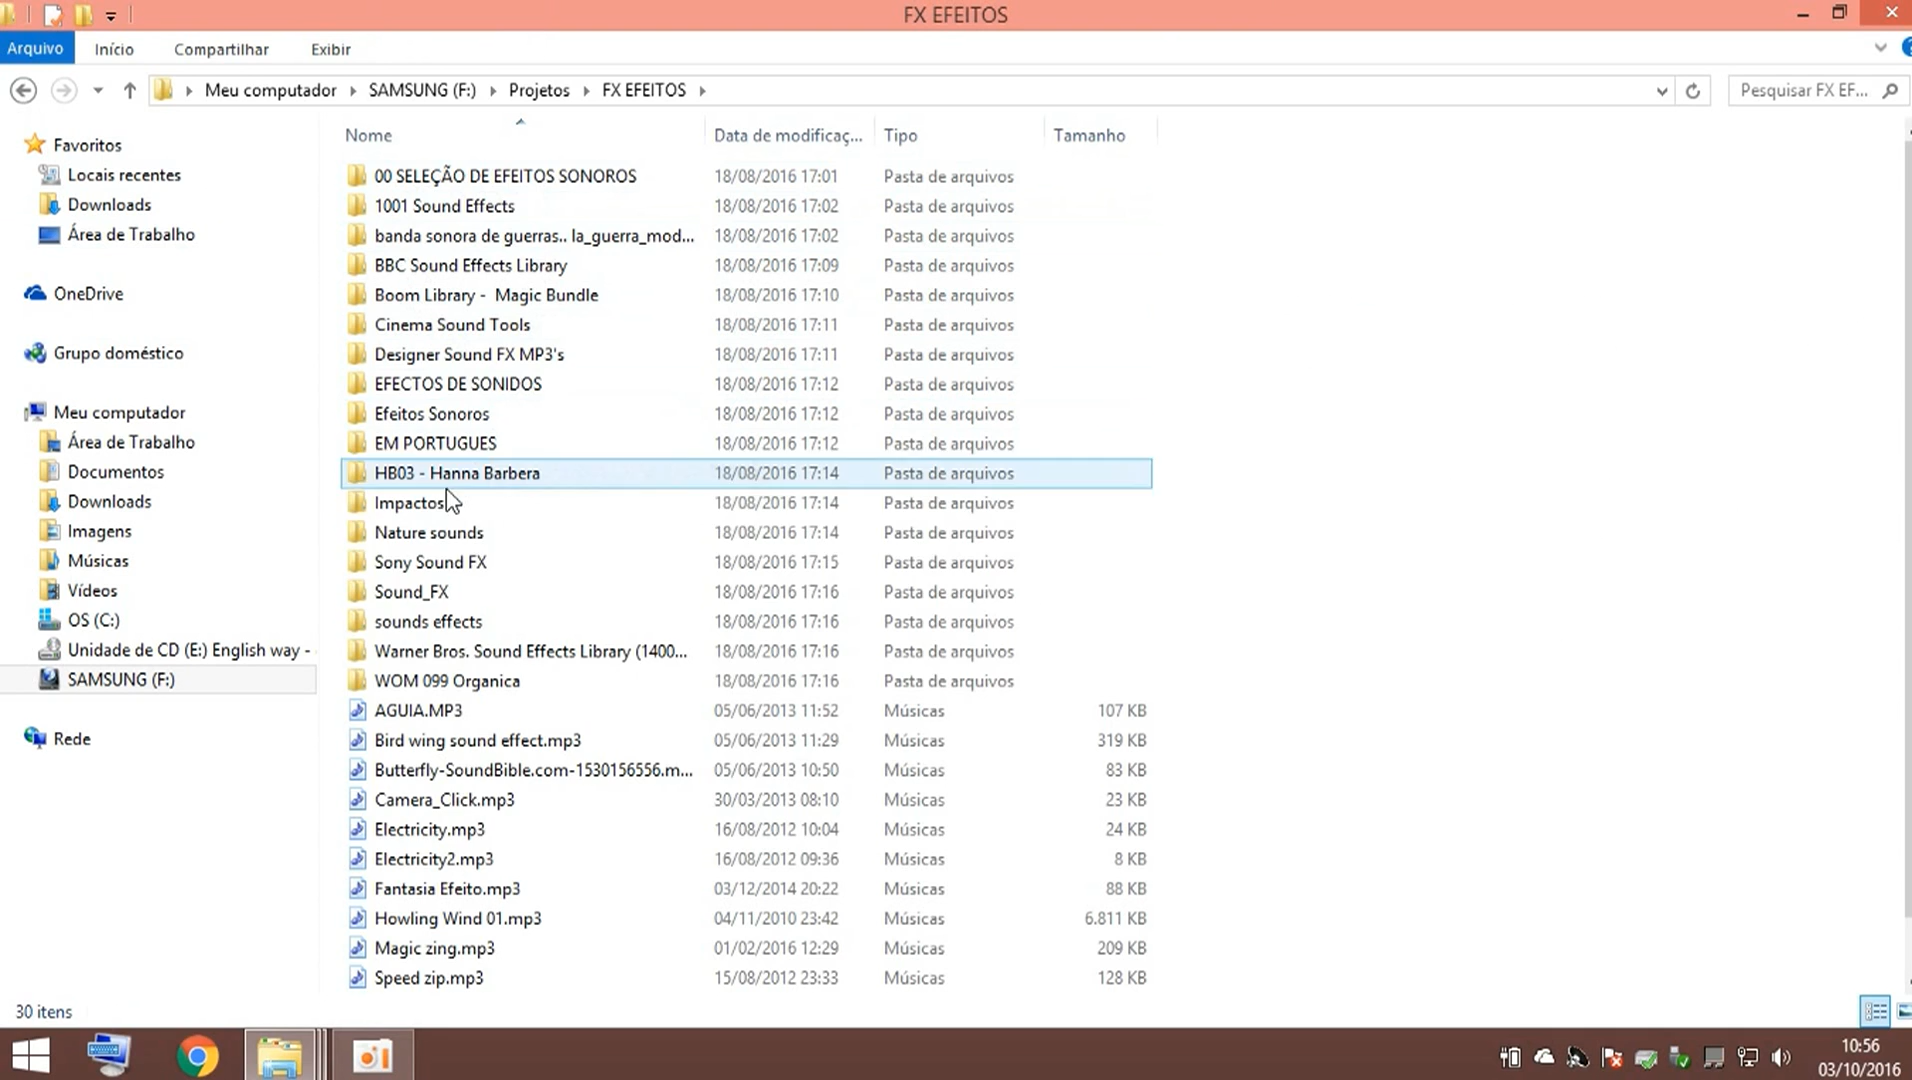 FX EFEITOS
Arquivo Início Compartilhar Exibir
Meu computador SAMSUNG (F:) Projetos FX EFEITOS Pesquisar FX EF...
Nome Data de modificaç... Tipo Tamanho
Favoritos
Locais recentes
Downloads
Área de Trabalho
OneDrive
Grupo doméstico
Meu computador
Área de Trabalho
Documentos
Downloads
Imagens
Músicas
Vídeos
OS (C:)
Unidade de CD (E:) English way -
SAMSUNG (F:)
Rede
00 SELEÇÃO DE EFEITOS SONOROS 18/08/2016 17:01 Pasta de arquivos
1001 Sound Effects 18/08/2016 17:02 Pasta de arquivos
banda sonora de guerras.. la_guerra_mod... 18/08/2016 17:02 Pasta de arquivos
BBC Sound Effects Library 18/08/2016 17:09 Pasta de arquivos
Boom Library - Magic Bundle 18/08/2016 17:10 Pasta de arquivos
Cinema Sound Tools 18/08/2016 17:11 Pasta de arquivos
Designer Sound FX MP3's 18/08/2016 17:11 Pasta de arquivos
EFECTOS DE SONIDOS 18/08/2016 17:12 Pasta de arquivos
Efeitos Sonoros 18/08/2016 17:12 Pasta de arquivos
EM PORTUGUES 18/08/2016 17:12 Pasta de arquivos
HB03 - Hanna Barbera 18/08/2016 17:14 Pasta de arquivos
Impactos 18/08/2016 17:14 Pasta de arquivos
Nature sounds 18/08/2016 17:14 Pasta de arquivos
Sony Sound FX 18/08/2016 17:15 Pasta de arquivos
Sound_FX 18/08/2016 17:16 Pasta de arquivos
sounds effects 18/08/2016 17:16 Pasta de arquivos
Warner Bros. Sound Effects Library (1400... 18/08/2016 17:16 Pasta de arquivos
WOM 099 Organica 18/08/2016 17:16 Pasta de arquivos
AGUIA.MP3 05/06/2013 11:52 Músicas 107 KB
Bird wing sound effect.mp3 05/06/2013 11:29 Músicas 319 KB
Butterfly-SoundBible.com-1530156556.m... 05/06/2013 10:50 Músicas 83 KB
Camera_Click.mp3 30/03/2013 08:10 Músicas 23 KB
Electricity.mp3 16/08/2012 10:04 Músicas 24 KB
Electricity2.mp3 16/08/2012 09:36 Músicas 8 KB
Fantasia Efeito.mp3 03/12/2014 20:22 Músicas 88 KB
Howling Wind 01.mp3 04/11/2010 23:42 Músicas 6.811 KB
Magic zing.mp3 01/02/2016 12:29 Músicas 209 KB
Speed zip.mp3 15/08/2012 23:33 Músicas 128 KB
30 itens
10:56
03/10/2016